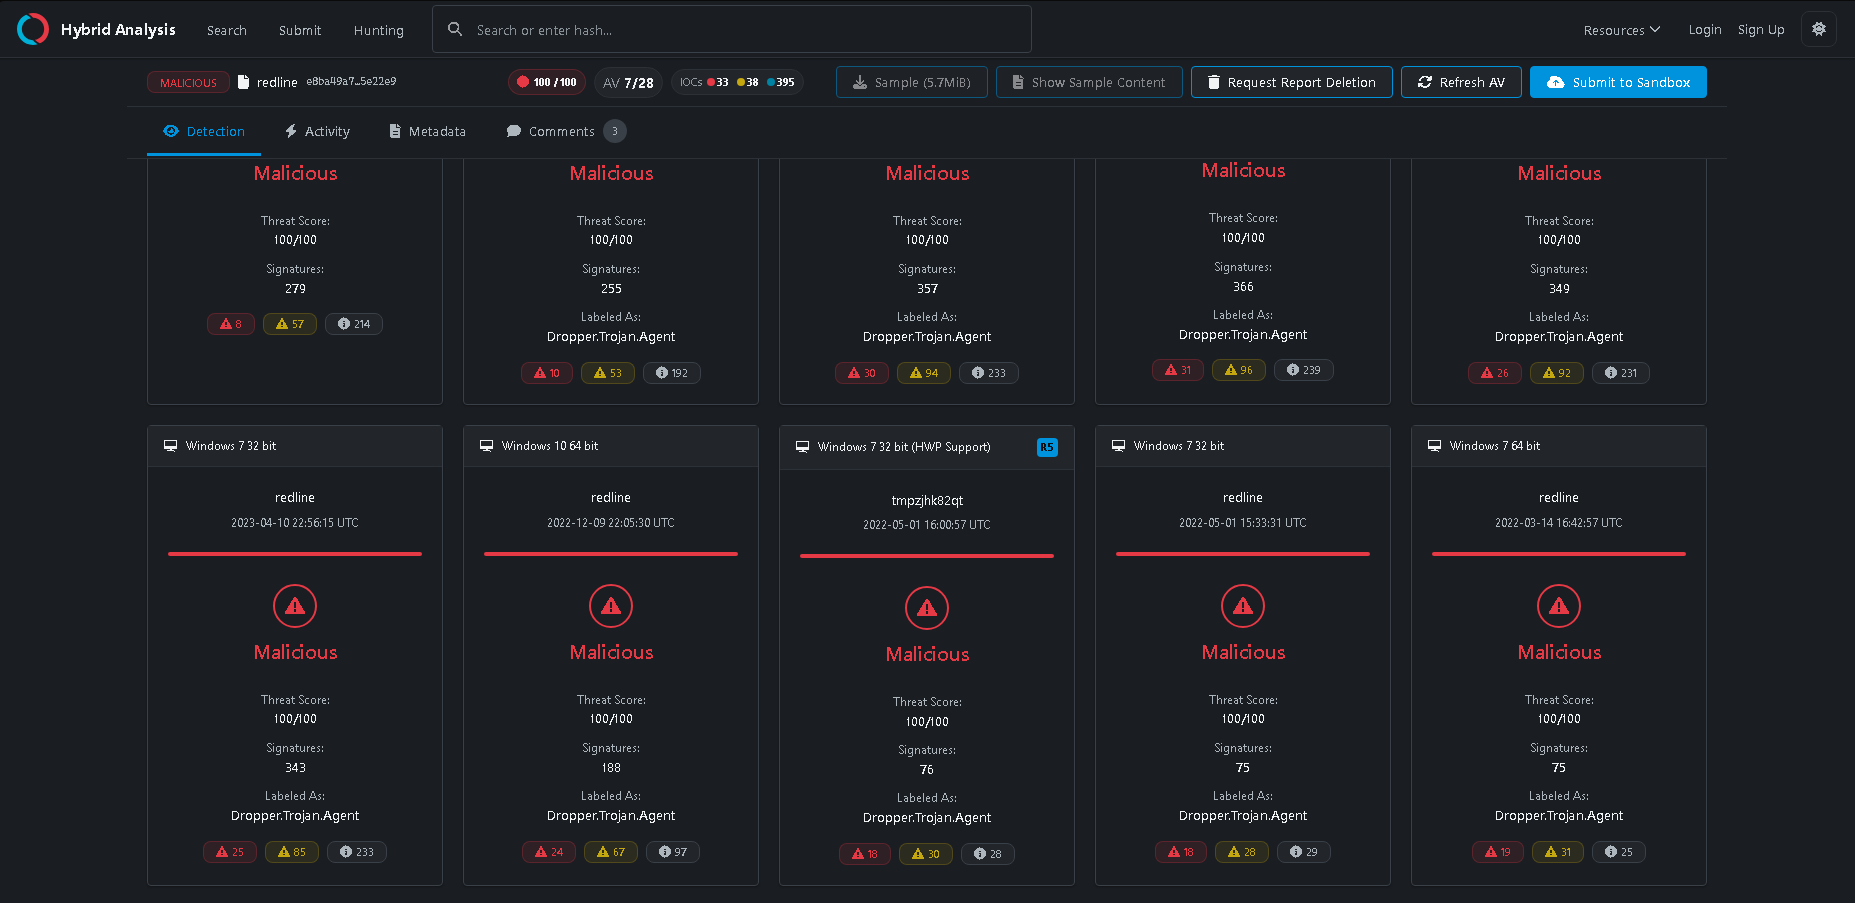 Hybrid Analysis Search Submit Hunting Search or enter hash... Resources Login Sign Up
MALICIOUS redline e8ba49a7...5e22e9 100 / 100 AV 7/28 IOCs 33 38 395 Sample (5.7MiB) Show Sample Content Request Report Deletion Refresh AV Submit to Sandbox
Detection Activity Metadata Comments 3
Malicious Malicious Malicious Malicious Malicious
Threat Score: Threat Score: Threat Score: Threat Score: Threat Score:
100/100 100/100 100/100 100/100 100/100
Signatures: Signatures: Signatures: Signatures: Signatures:
279 255 357 366 349
Labeled As: Labeled As: Labeled As: Labeled As:
Dropper.Trojan.Agent Dropper.Trojan.Agent Dropper.Trojan.Agent Dropper.Trojan.Agent
8 57 214
10 53 192 30 94 233 31 96 239 26 92 231
Windows 7 32 bit Windows 10 64 bit Windows 7 32 bit (HWP Support) R5 Windows 7 32 bit Windows 7 64 bit
redline redline tmpzjhk82qt redline redline
2023-04-10 22:56:15 UTC 2022-12-09 22:05:30 UTC 2022-05-01 16:00:57 UTC 2022-05-01 15:33:31 UTC 2022-03-14 16:42:57 UTC
Malicious Malicious Malicious Malicious Malicious
Threat Score: Threat Score: Threat Score: Threat Score: Threat Score:
100/100 100/100 100/100 100/100 100/100
Signatures: Signatures: Signatures: Signatures: Signatures:
343 188 76 75 75
Labeled As: Labeled As: Labeled As: Labeled As: Labeled As:
Dropper.Trojan.Agent Dropper.Trojan.Agent Dropper.Trojan.Agent Dropper.Trojan.Agent Dropper.Trojan.Agent
25 85 233 24 67 97 18 30 28 18 28 29 19 31 25